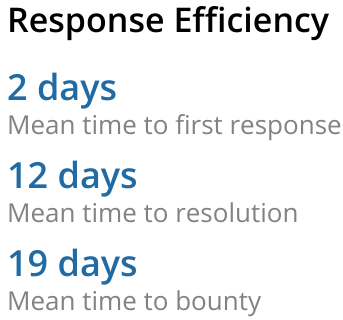 Response Efficiency
2 days
Mean time to first response
12 days
Mean time to resolution
19 days
Mean time to bounty